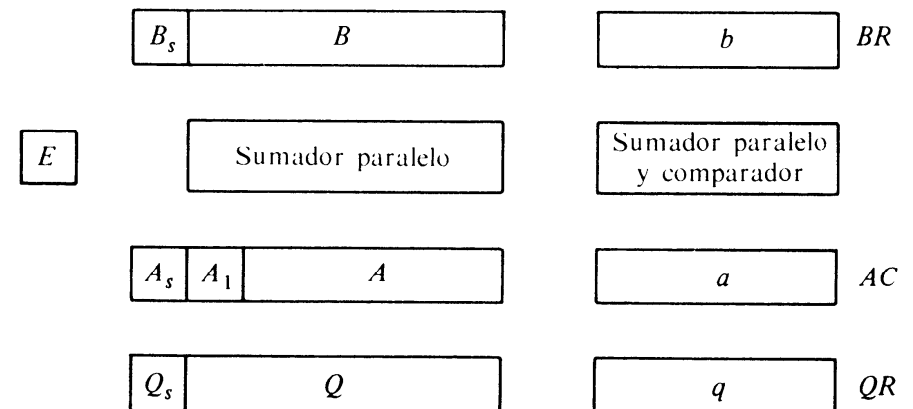 B_s B b BR
E Sumador paralelo Sumador paralelo
y comparador
A_s A_1 A a AC
Q_s Q q QR